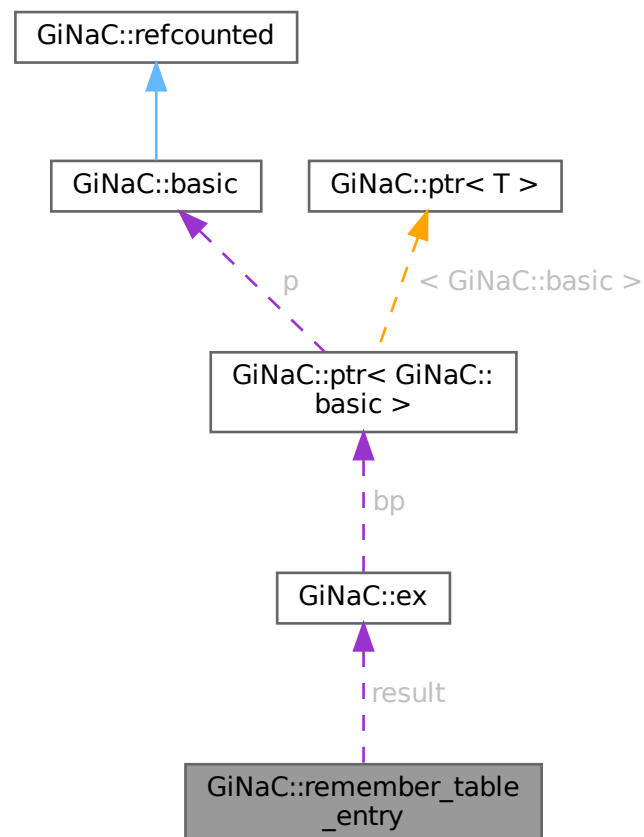 GiNaC::refcounted
GiNaC::basic
GiNaC::ptr< T >
p
< GiNaC::basic >
GiNaC::ptr< GiNaC::
basic >
bp
GiNaC::ex
result
GiNaC::remember_table
_entry